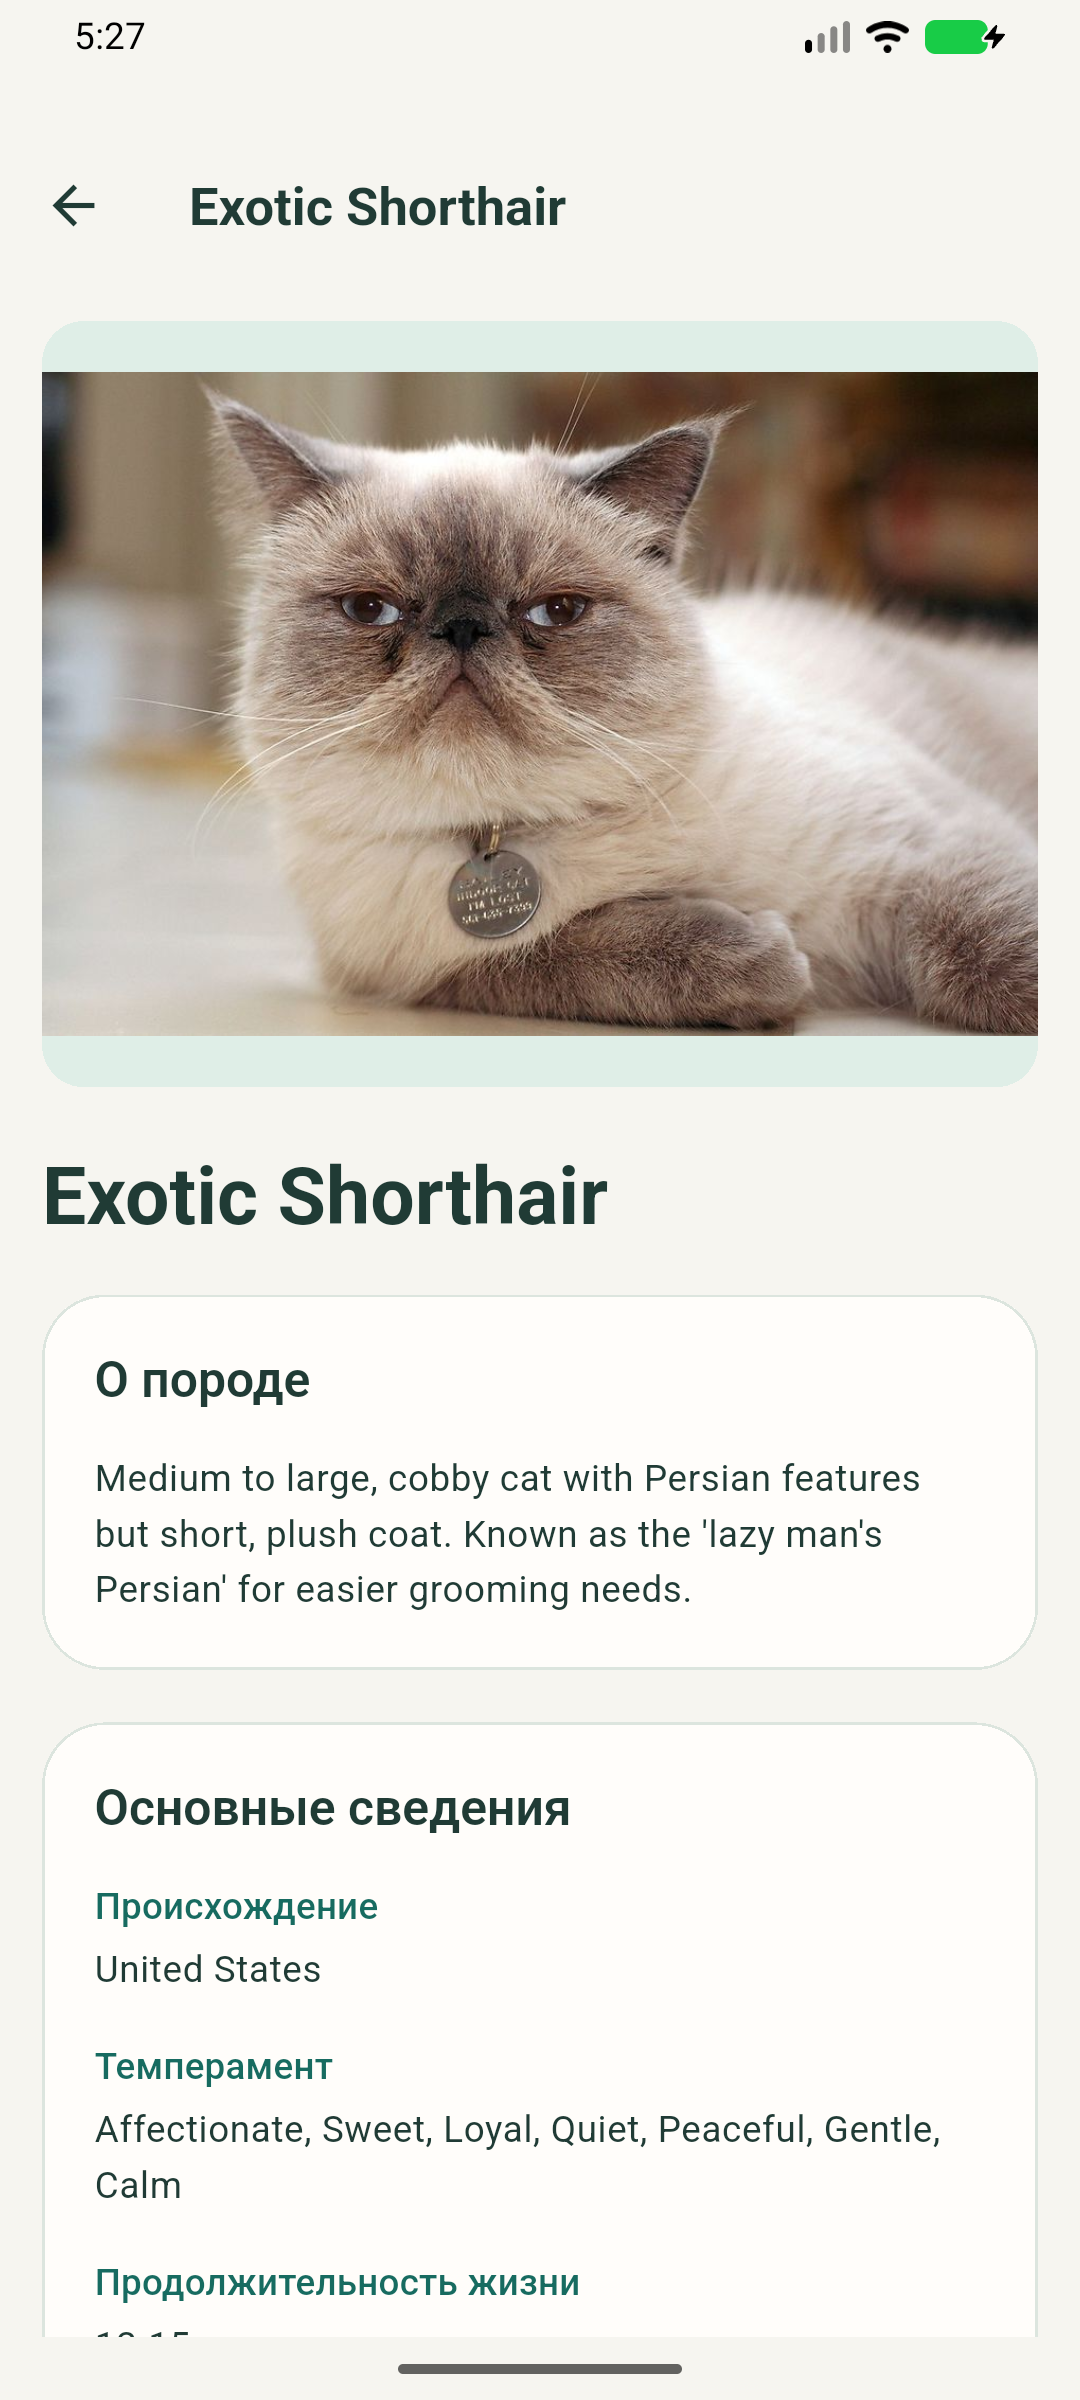 5:27
Exotic Shorthair
I'M LOST
Exotic Shorthair
О породе
Medium to large, cobby cat with Persian features
but short, plush coat. Known as the 'lazy man's
Persian' for easier grooming needs.
Основные сведения
Происхождение
United States
Темперамент
Affectionate, Sweet, Loyal, Quiet, Peaceful, Gentle,
Calm
Продолжительность жизни